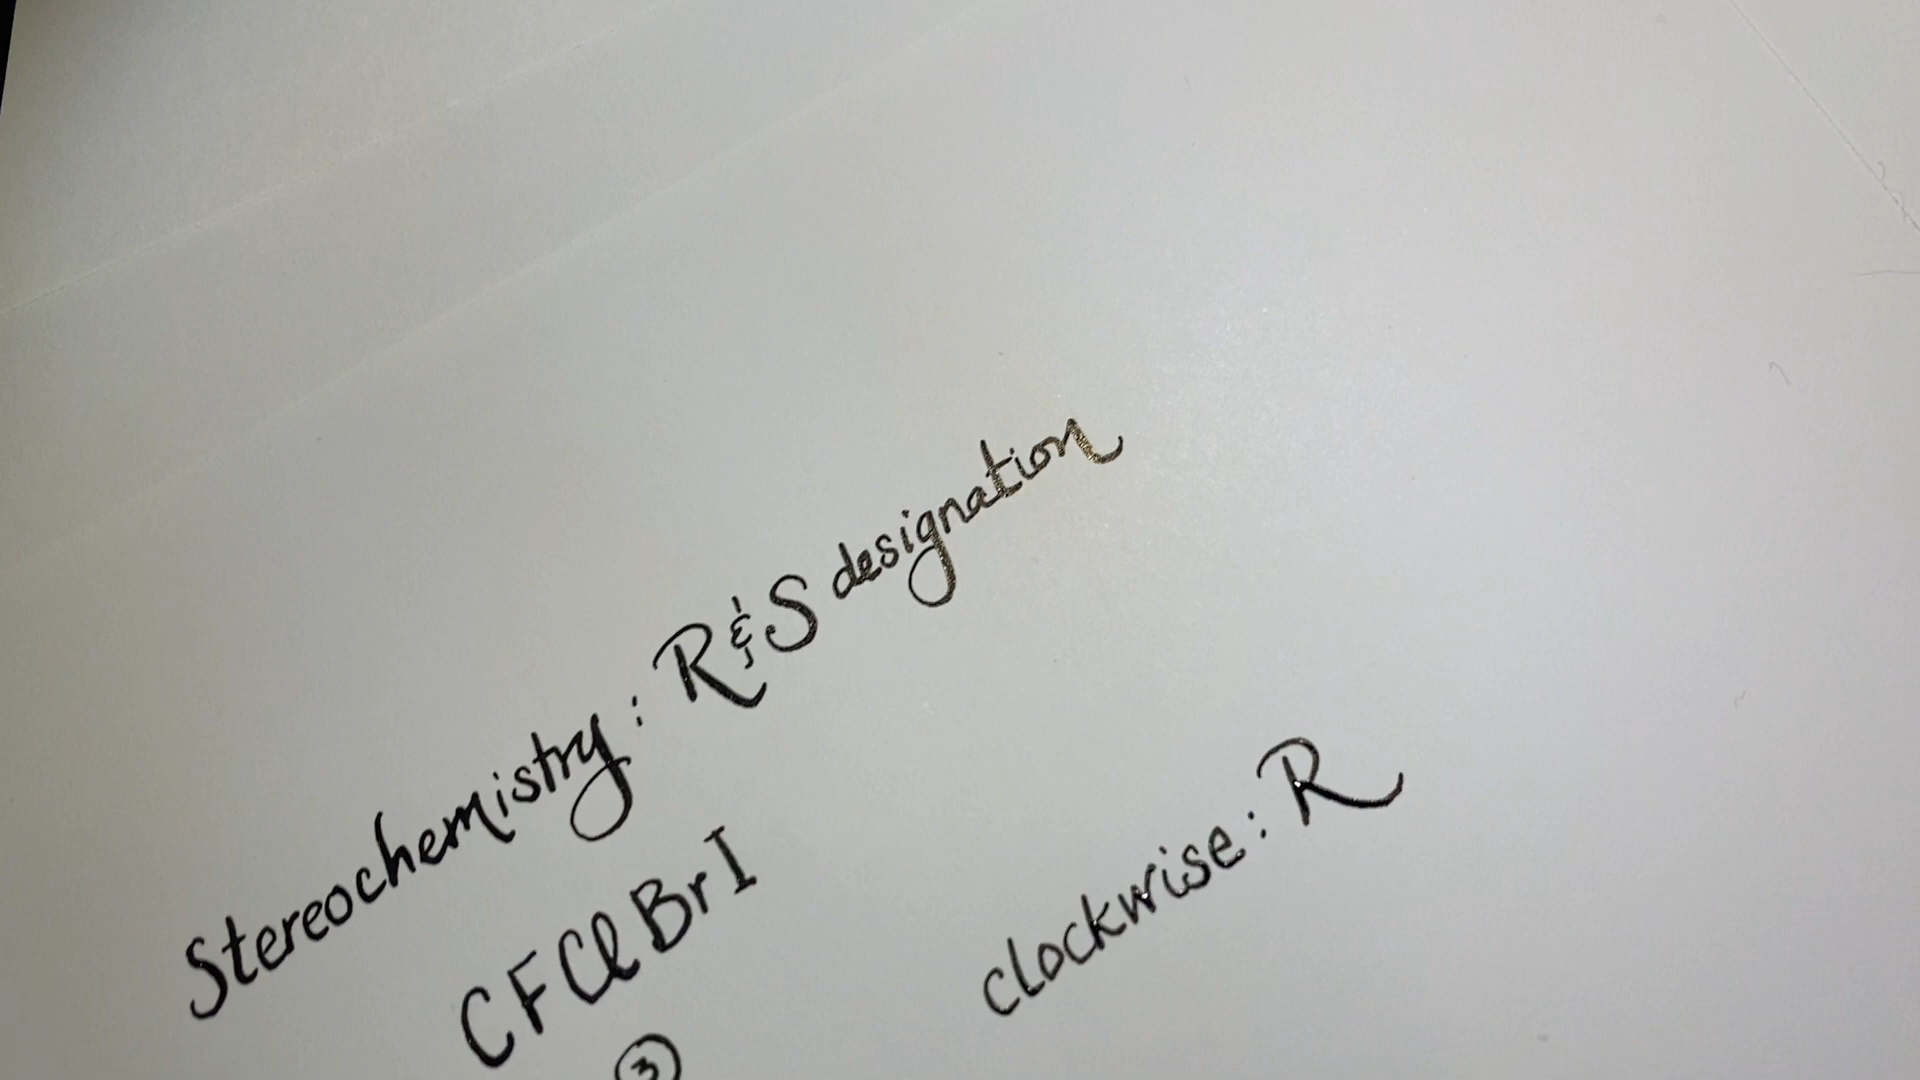 Stereochemistry: R & S designation
CFClBrI
clockwise: R
③